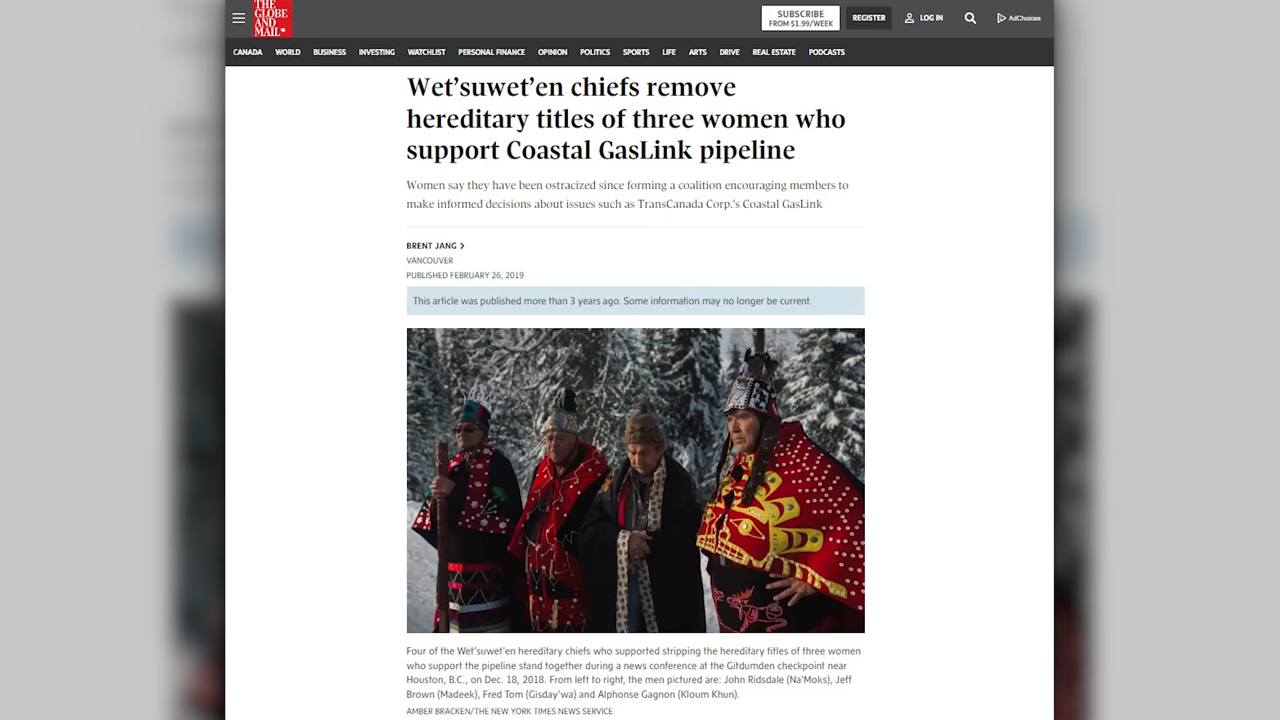 THE
GLOBE
AND
MAIL*
SUBSCRIBE
FROM $1.99/WEEK
REGISTER
LOG IN
AdChoices
CANADA WORLD BUSINESS INVESTING WATCHLIST PERSONAL FINANCE OPINION POLITICS SPORTS LIFE ARTS DRIVE REAL ESTATE PODCASTS
Wet’suwet’en chiefs remove
hereditary titles of three women who
support Coastal GasLink pipeline
Women say they have been ostracized since forming a coalition encouraging members to
make informed decisions about issues such as TransCanada Corp.’s Coastal GasLink
BRENT JANG >
VANCOUVER
PUBLISHED FEBRUARY 26, 2019
This article was published more than 3 years ago. Some information may no longer be current.
Four of the Wet’suwet’en hereditary chiefs who supported stripping the hereditary titles of three women
who support the pipeline stand together during a news conference at the Gitdumden checkpoint near
Houston, B.C., on Dec. 18, 2018. From left to right, the men pictured are: John Ridsdale (Na’Moks), Jeff
Brown (Madeek), Fred Tom (Gisday’wa) and Alphonse Gagnon (Kloum Khun).
AMBER BRACKEN/THE NEW YORK TIMES NEWS SERVICE